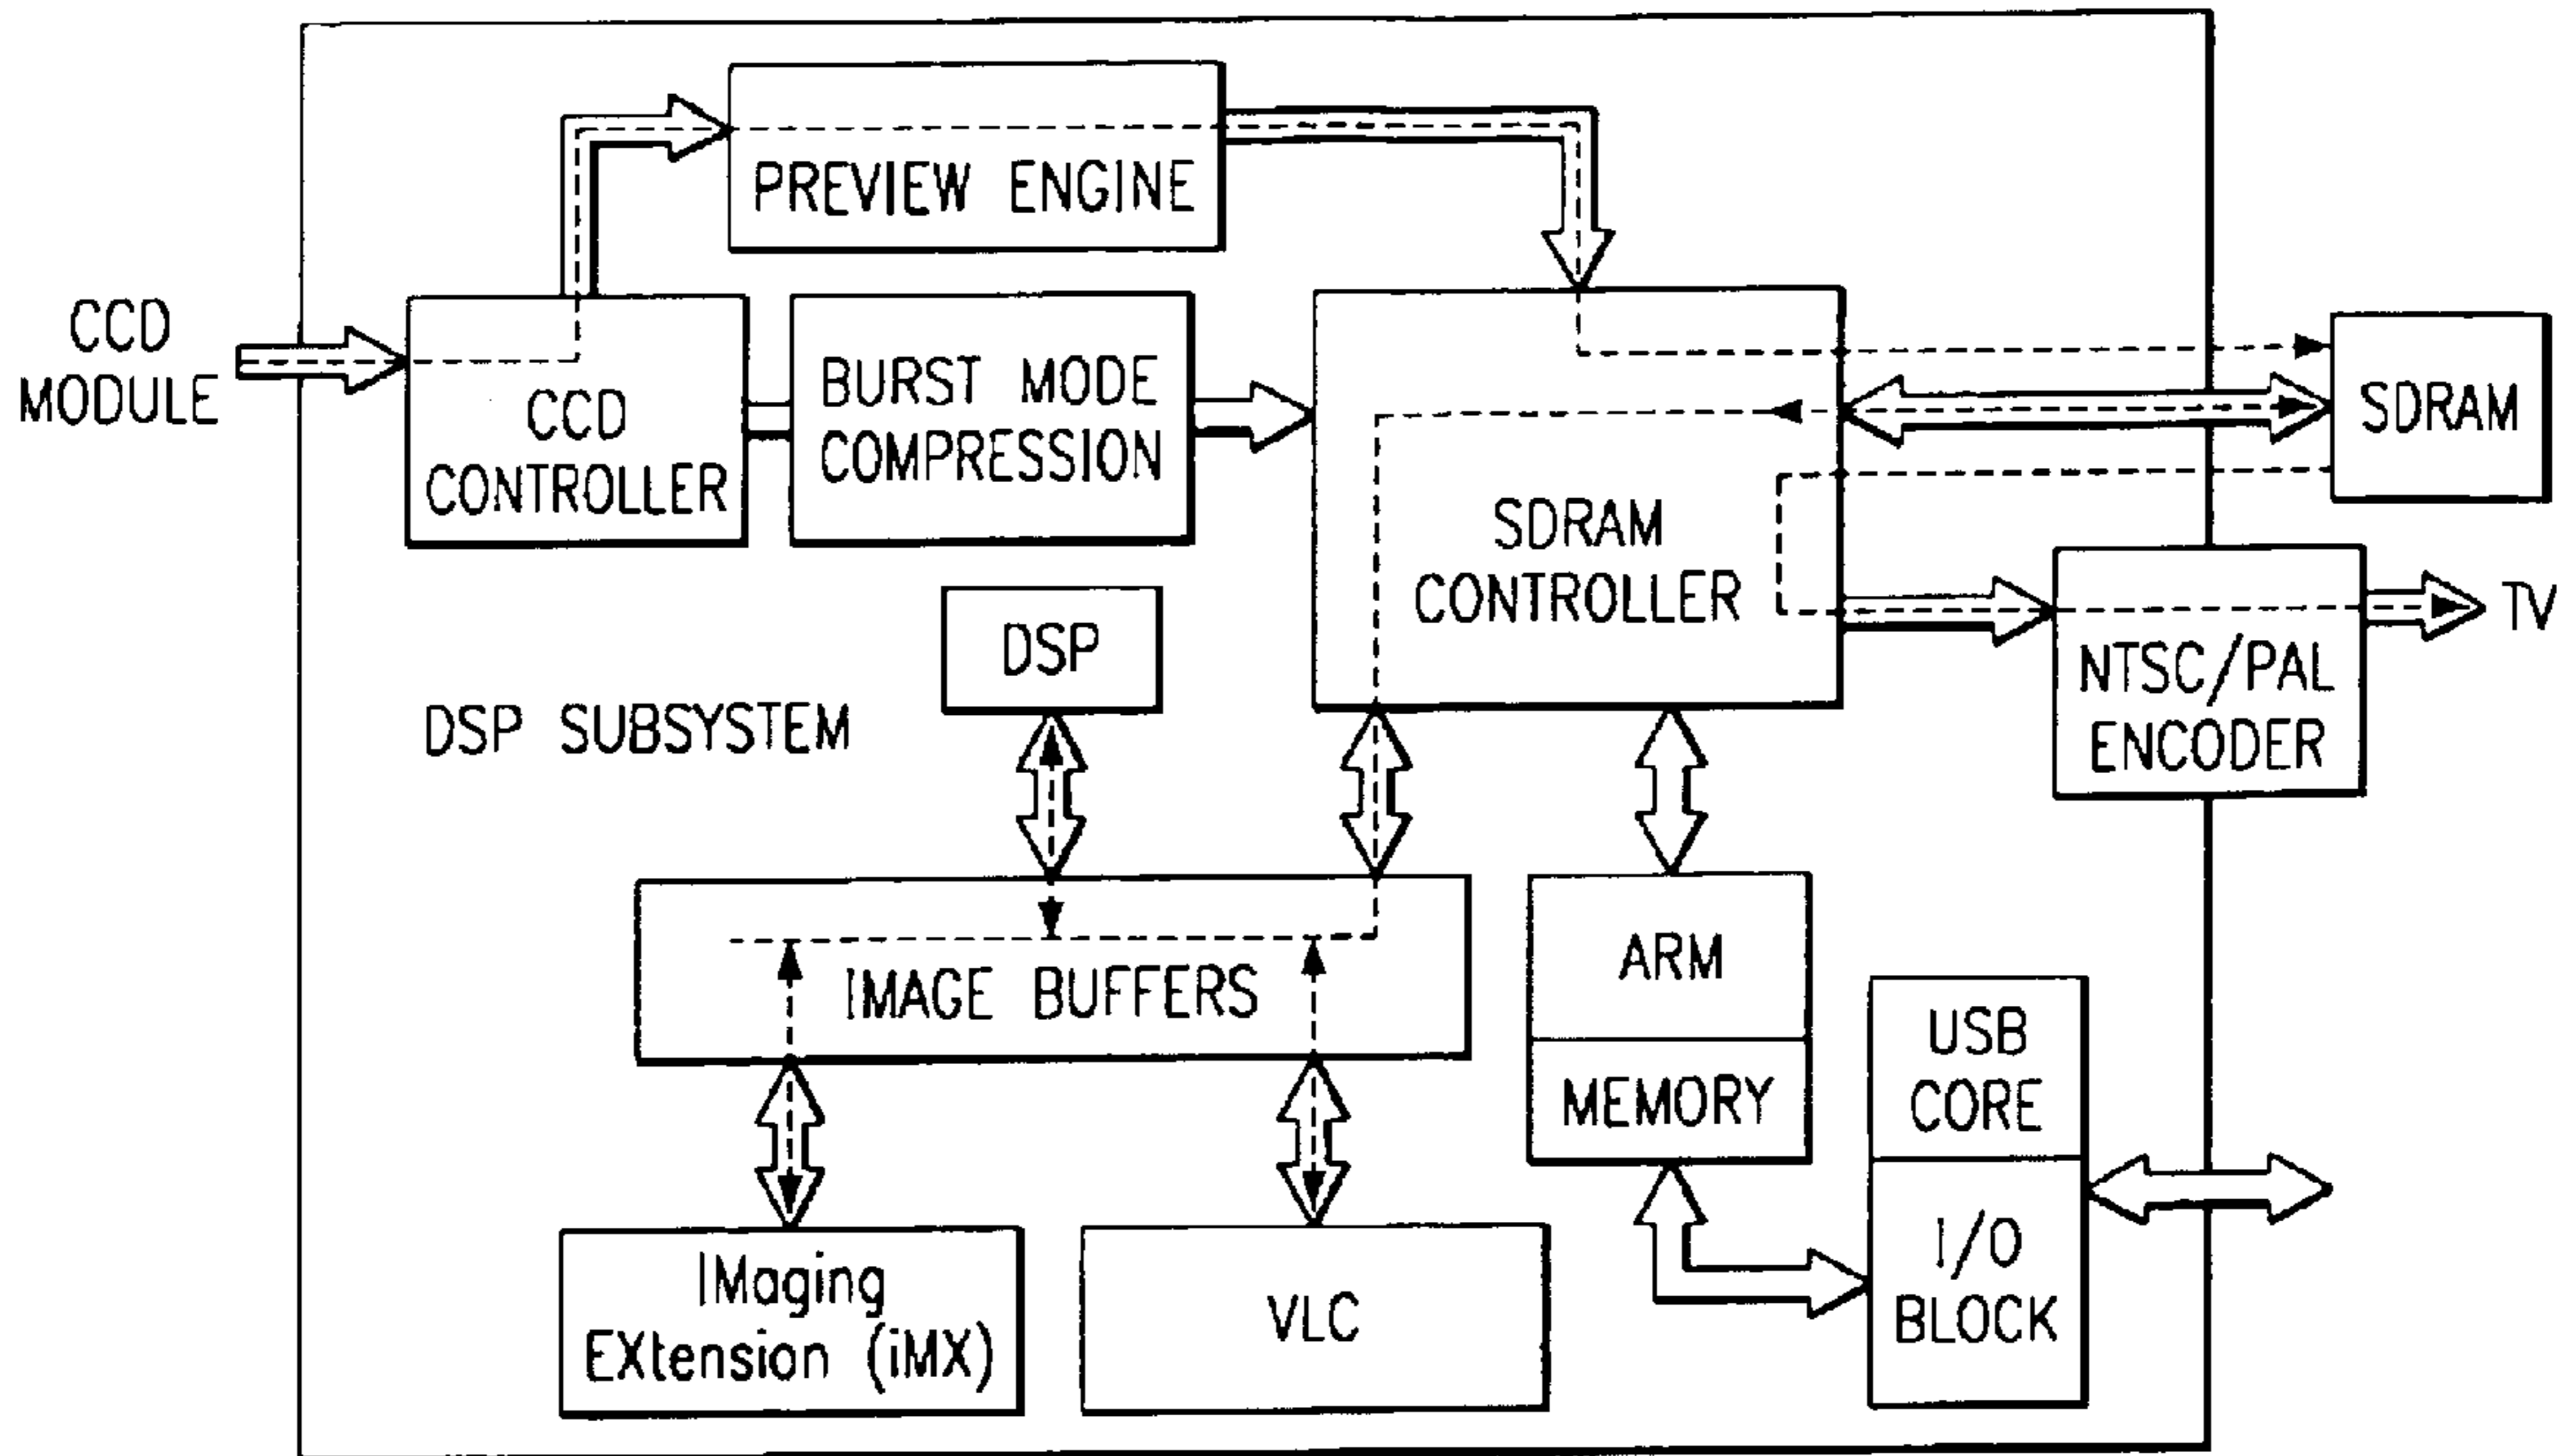 PREVIEW ENGINE
CCD
MODULE
CCD
CONTROLLER
BURST MODE
COMPRESSION
SDRAM
CONTROLLER
SDRAM
DSP
DSP SUBSYSTEM
NTSC/PAL
ENCODER
TV
IMAGE BUFFERS
ARM
MEMORY
USB
CORE
I/O
BLOCK
IMaging
EXtension (iMX)
VLC